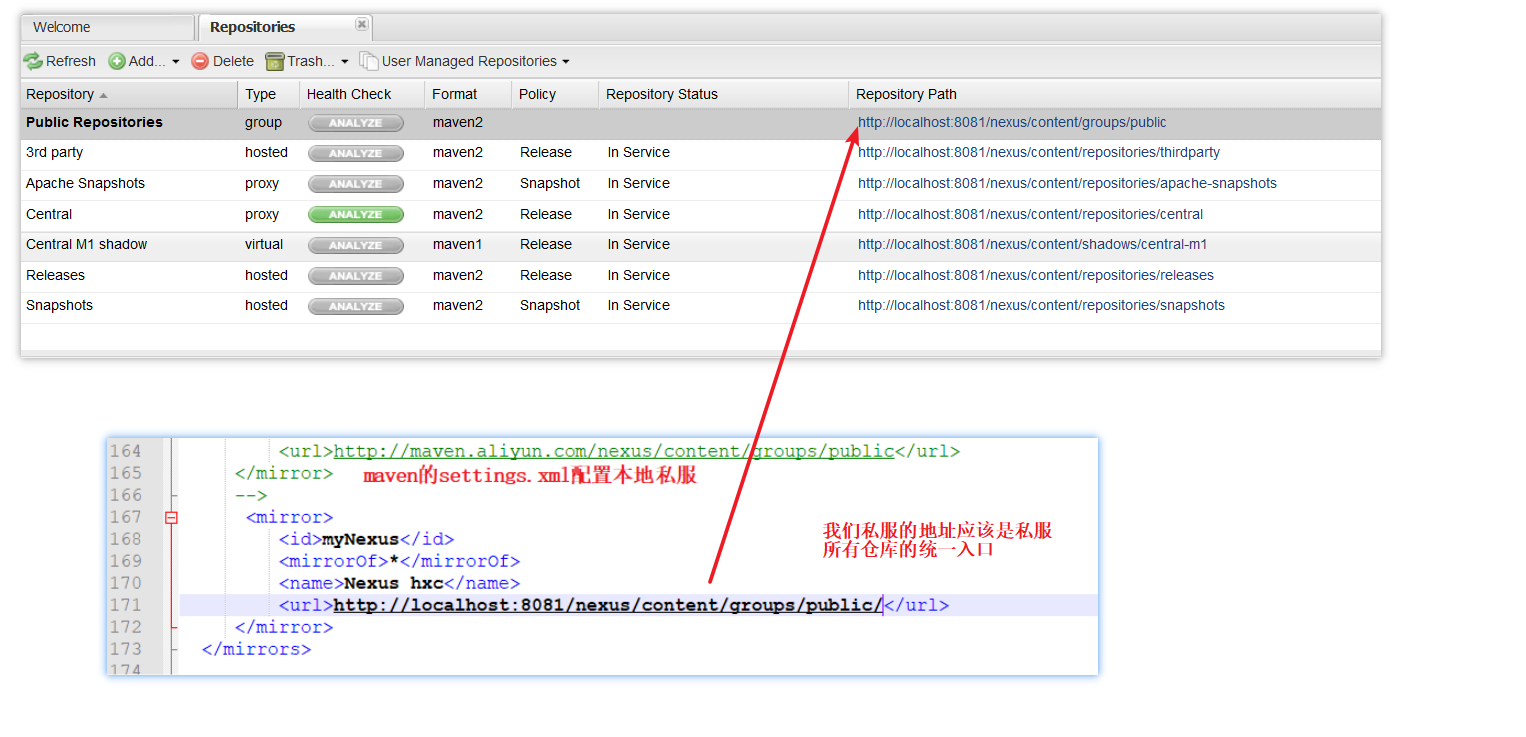 Welcome Repositories
Refresh Add... Delete Trash... User Managed Repositories
Repository Type Health Check Format Policy Repository Status Repository Path
Public Repositories group ANALYZE maven2 http://localhost:8081/nexus/content/groups/public
3rd party hosted ANALYZE maven2 Release In Service http://localhost:8081/nexus/content/repositories/thirdparty
Apache Snapshots proxy ANALYZE maven2 Snapshot In Service http://localhost:8081/nexus/content/repositories/apache-snapshots
Central proxy ANALYZE maven2 Release In Service http://localhost:8081/nexus/content/repositories/central
Central M1 shadow virtual ANALYZE maven1 Release In Service http://localhost:8081/nexus/content/shadows/central-m1
Releases hosted ANALYZE maven2 Release In Service http://localhost:8081/nexus/content/repositories/releases
Snapshots hosted ANALYZE maven2 Snapshot In Service http://localhost:8081/nexus/content/repositories/snapshots
164 <url>http://maven.aliyun.com/nexus/content/groups/public</url>
165 </mirror> maven的settings.xml配置本地私服
166 -->
167 <mirror>
168 <id>myNexus</id>
169 <mirrorOf>*</mirrorOf>
170 <name>Nexus hxc</name>
171 <url>http://localhost:8081/nexus/content/groups/public/</url>
172 </mirror>
173 </mirrors>
174
我们私服的地址应该是私服
所有仓库的统一入口